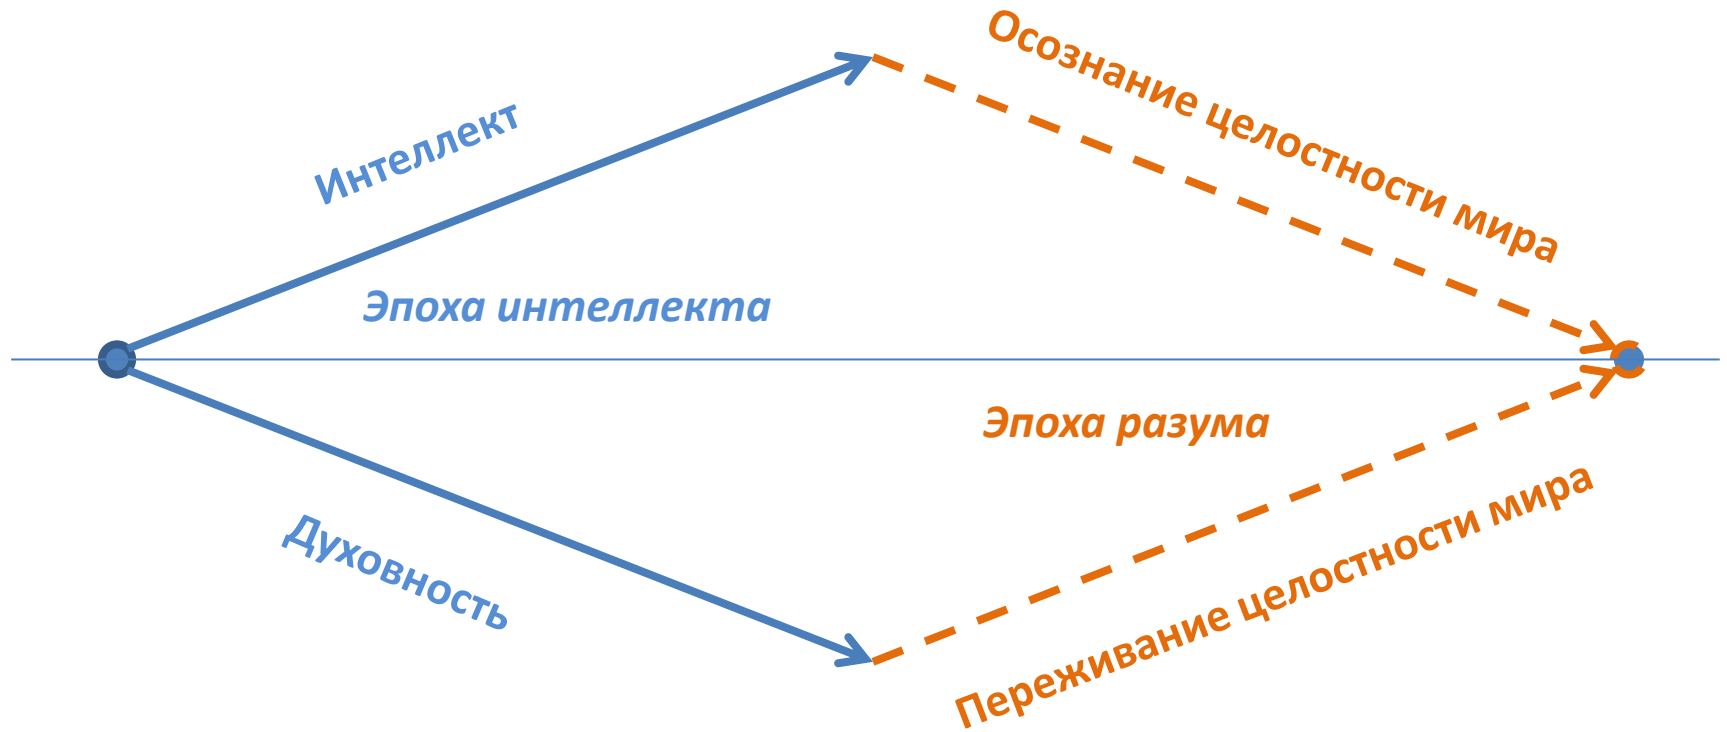 Осознание целостности мира
Интеллект
Эпоха интеллекта
Эпоха разума
Духовность
Переживание целостности мира